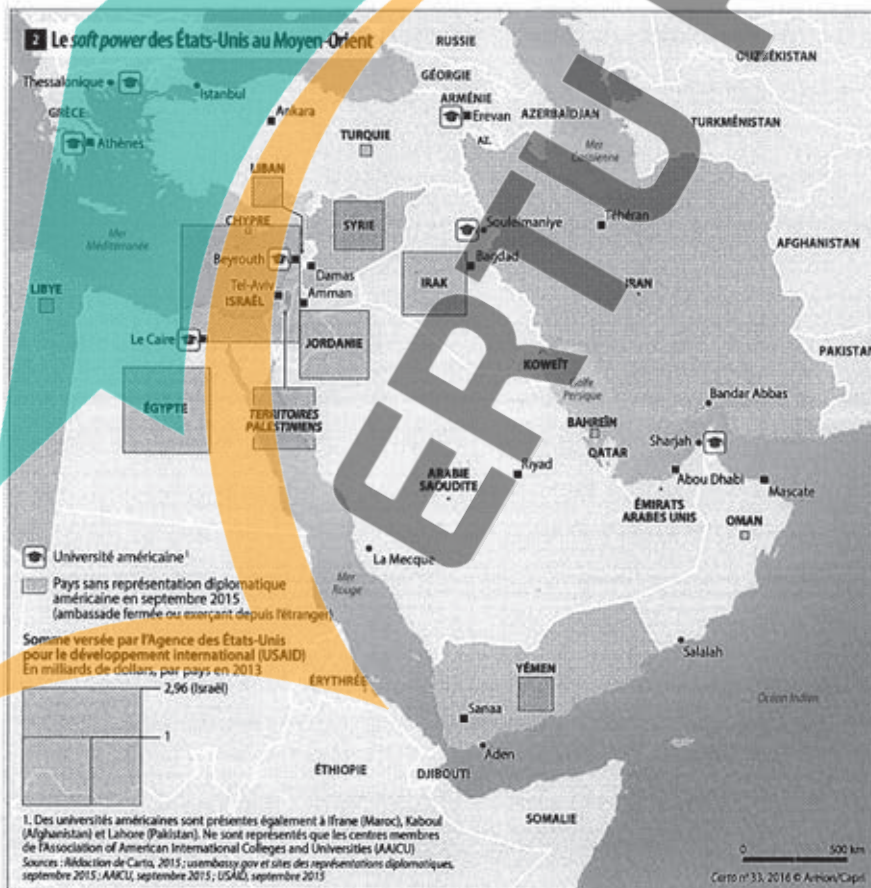 2 Le soft power des États-Unis au Moyen-Orient
RUSSIE
OUZBÉKISTAN
GÉORGIE
Thessalonique
Istanbul
GRÈCE
Ankara
ARMÉNIE
Erevan
AZERBAÏDJAN
TURKMÉNISTAN
Athènes
TURQUIE
AZ.
Mer
Caspienne
LIBAN
CHYPRE
SYRIE
Souleimaniye
Téhéran
Mer
Méditerranée
AFGHANISTAN
Beyrouth
Damas
Bagdad
LIBYE
Tel-Aviv
ISRAËL
Amman
IRAK
IRAN
Le Caire
JORDANIE
PAKISTAN
KOWEÏT
Golfe
Persique
Bandar Abbas
ÉGYPTE
TERRITOIRES
PALESTINIENS
BAHREÏN
Sharjah
QATAR
ARABIE
SAOUDITE
Riyad
Abou Dhabi
Mascate
ÉMIRATS
ARABES UNIS
OMAN
Université américaine¹
La Mecque
Pays sans représentation diplomatique
américaine en septembre 2015
(ambassade fermée ou exerçant depuis l'étranger)
Mer
Rouge
Somme versée par l'Agence des États-Unis
pour le développement international (USAID)
En milliards de dollars, par pays en 2013
Salalah
2,96 (Israël)
ÉRYTHRÉE
YÉMEN
Océan Indien
1
Sanaa
Aden
ÉTHIOPIE
DJIBOUTI
SOMALIE
1. Des universités américaines sont présentes également à Ifrane (Maroc), Kaboul
(Afghanistan) et Lahore (Pakistan). Ne sont représentés que les centres membres
de l'Association of American International Colleges and Universities (AAICU)
Sources : Rédaction de Carto, 2015 ; usembassy.gov et sites des représentations diplomatiques,
septembre 2015 ; AAICU, septembre 2015 ; USAID, septembre 2015
0 500 km
Carto n° 33, 2016 © Areion/Capri
ERTU